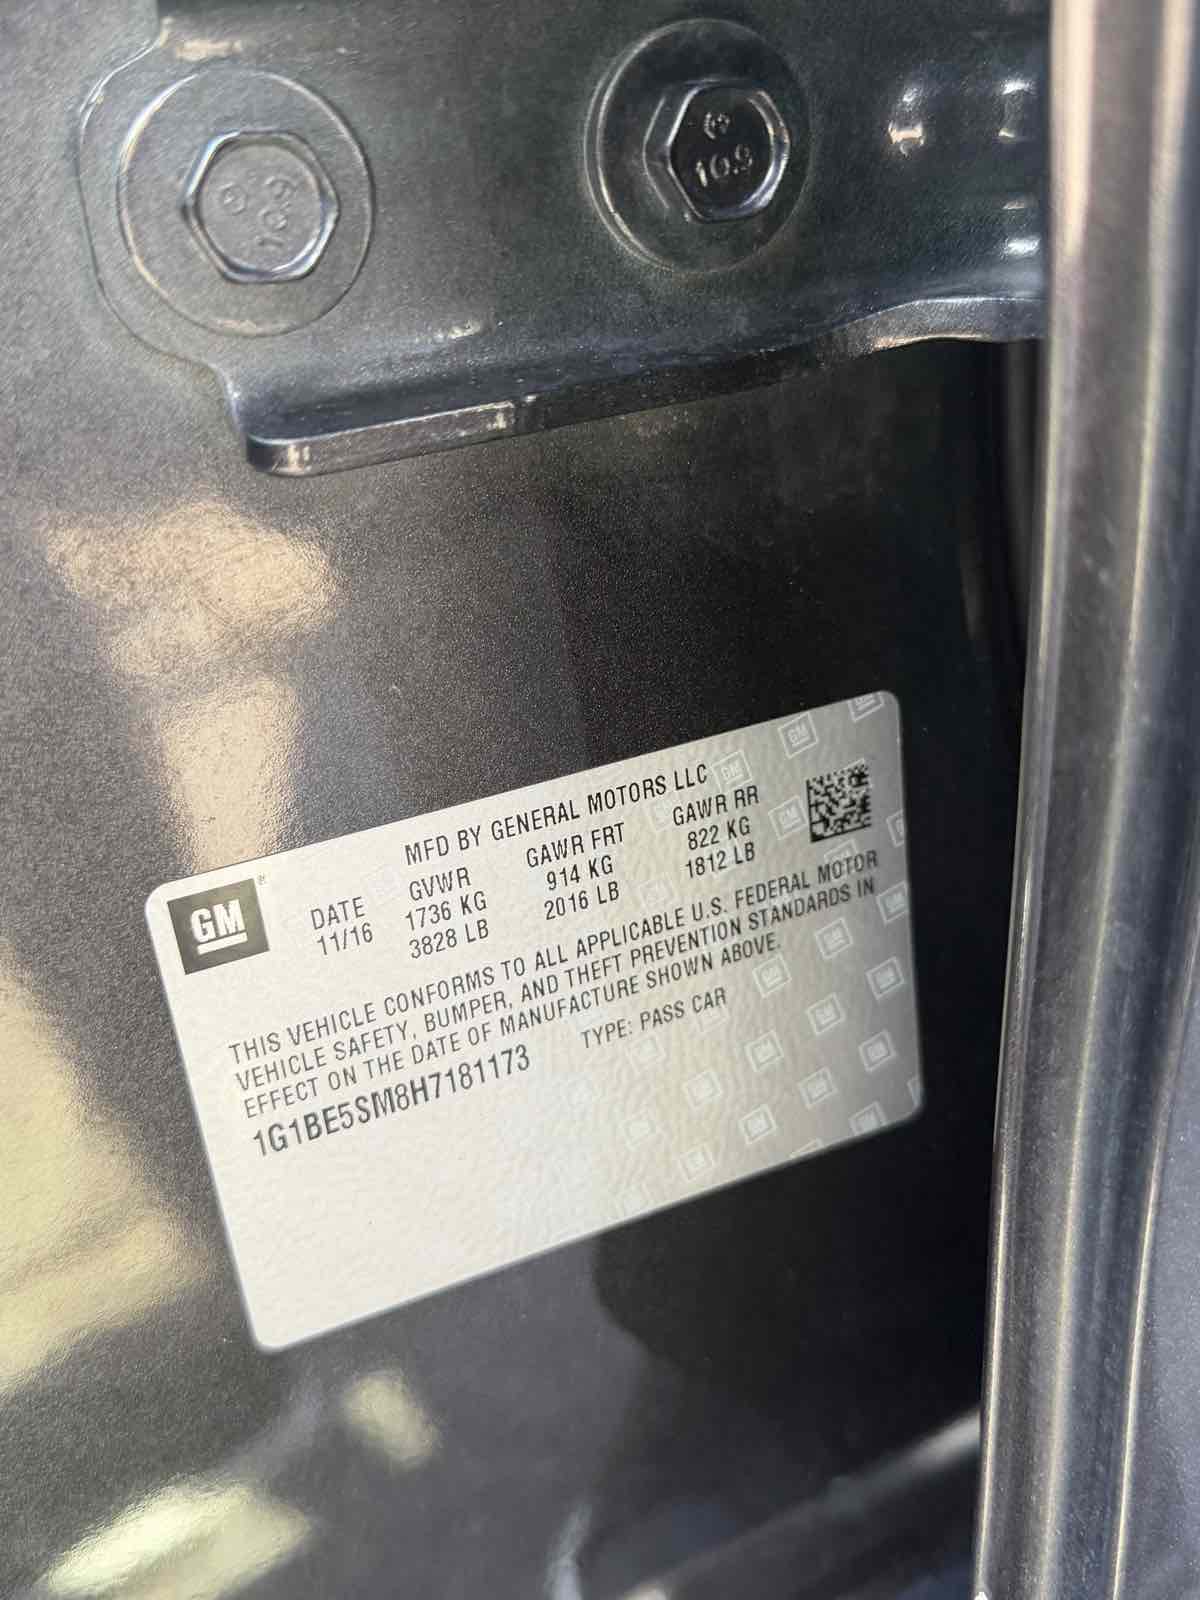 10.9
10.9
MFD BY GENERAL MOTORS LLC
GM
DATE GVWR GAWR FRT GAWR RR
11/16 1736 KG 914 KG 822 KG
3828 LB 2016 LB 1812 LB
THIS VEHICLE CONFORMS TO ALL APPLICABLE U.S. FEDERAL MOTOR
VEHICLE SAFETY, BUMPER, AND THEFT PREVENTION STANDARDS IN
EFFECT ON THE DATE OF MANUFACTURE SHOWN ABOVE.
1G1BE5SM8H7181173 TYPE: PASS CAR